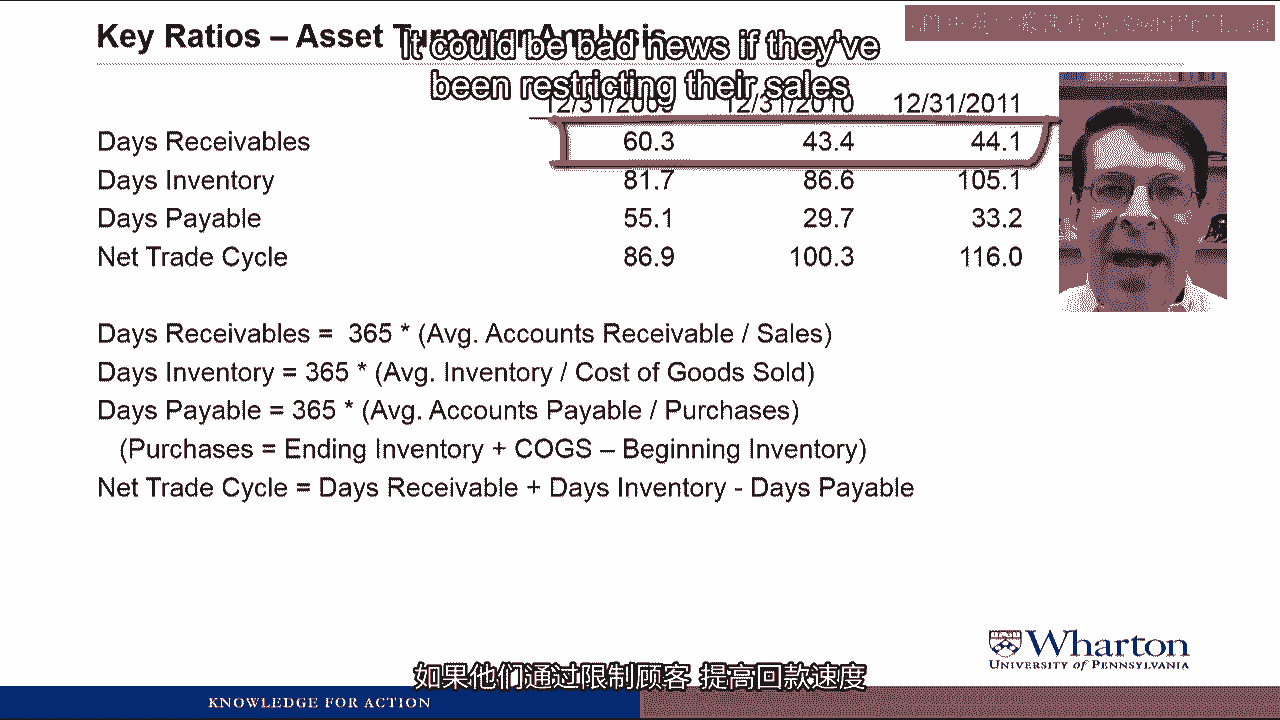 Key Ratios – Asset Turnover Analysis
It could be bad news if they've
been restricting their sales
12/31/2009 12/31/2010 12/31/2011
Days Receivables 60.3 43.4 44.1
Days Inventory 81.7 86.6 105.1
Days Payable 55.1 29.7 33.2
Net Trade Cycle 86.9 100.3 116.0
Days Receivables = 365 * (Avg. Accounts Receivable / Sales)
Days Inventory = 365 * (Avg. Inventory / Cost of Goods Sold)
Days Payable = 365 * (Avg. Accounts Payable / Purchases)
(Purchases = Ending Inventory + COGS – Beginning Inventory)
Net Trade Cycle = Days Receivable + Days Inventory - Days Payable
Wharton
UNIVERSITY of PENNSYLVANIA
如果他们通过限制顾客 提高回款速度
KNOWLEDGE FOR ACTION